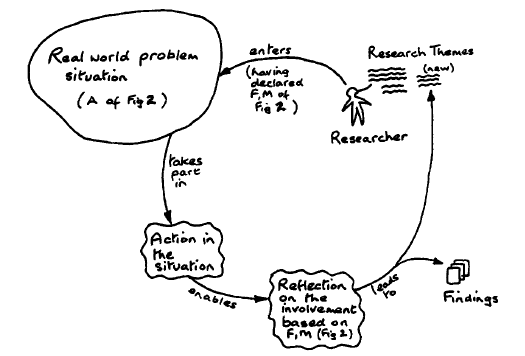 Real world problem
situation
(A of Fig 2)
enters
(having
declared
F, M of
Fig 2)
Research Themes
(new)
Researcher
takes
part
in
Action in
the
situation
enables
Reflection
on the
involvement
based on
F, M (Fig 2)
leads
to
Findings